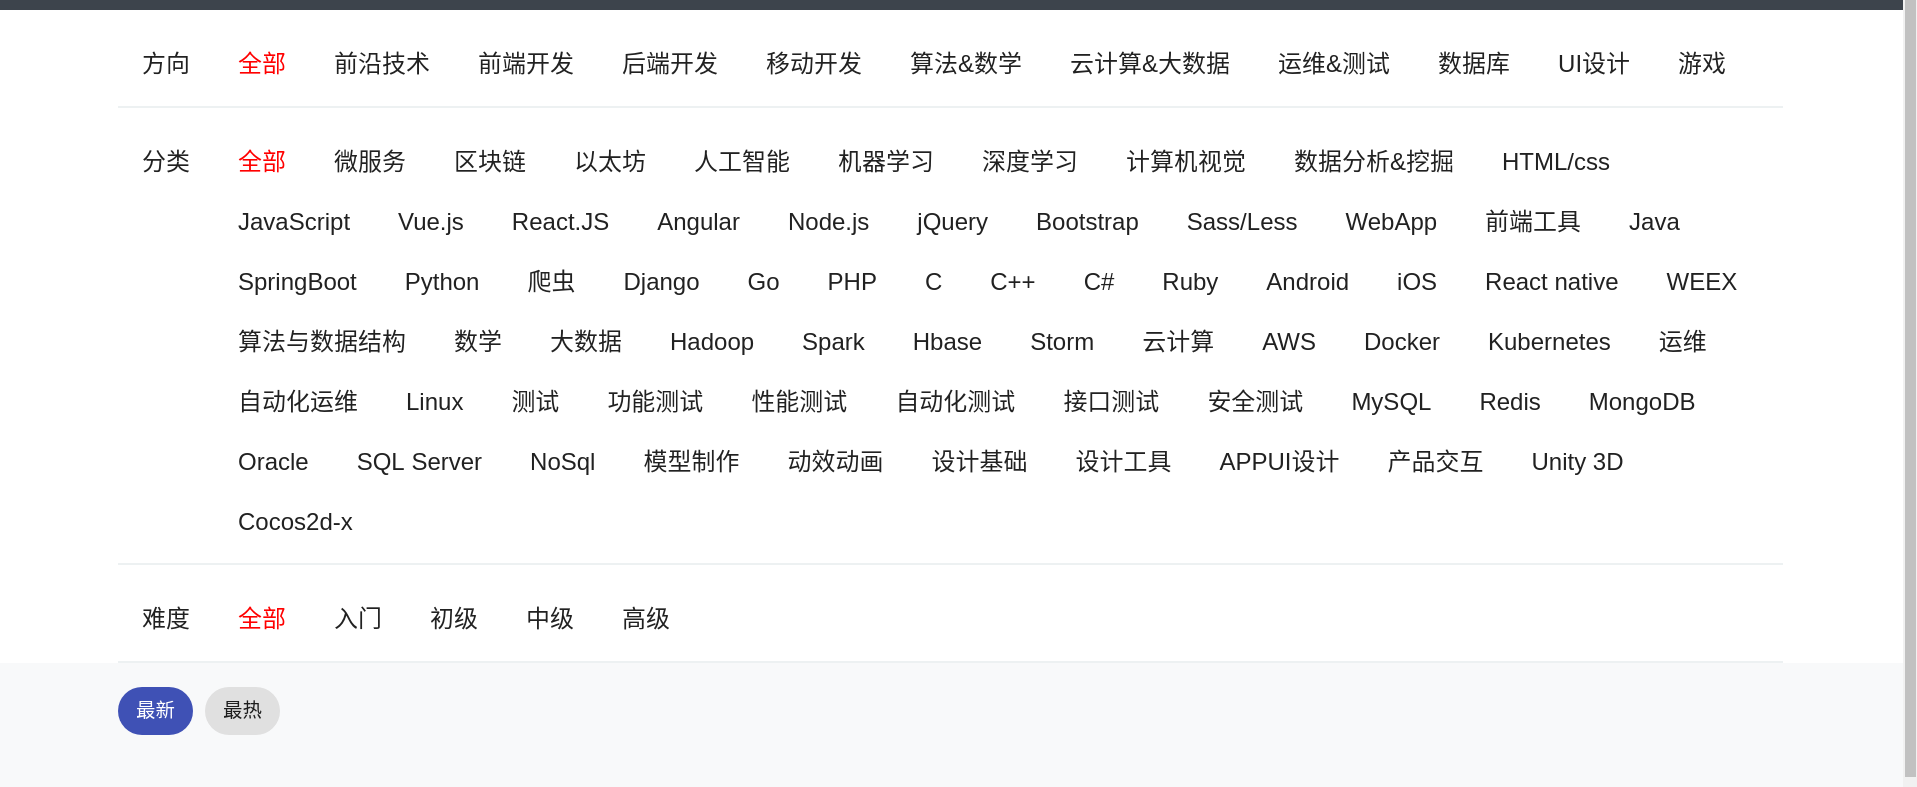 方向 全部 前沿技术 前端开发 后端开发 移动开发 算法&数学 云计算&大数据 运维&测试 数据库 UI设计 游戏
分类 全部 微服务 区块链 以太坊 人工智能 机器学习 深度学习 计算机视觉 数据分析&挖掘 HTML/css
JavaScript Vue.js React.JS Angular Node.js jQuery Bootstrap Sass/Less WebApp 前端工具 Java
SpringBoot Python 爬虫 Django Go PHP C C++ C# Ruby Android iOS React native WEEX
算法与数据结构 数学 大数据 Hadoop Spark Hbase Storm 云计算 AWS Docker Kubernetes 运维
自动化运维 Linux 测试 功能测试 性能测试 自动化测试 接口测试 安全测试 MySQL Redis MongoDB
Oracle SQL Server NoSql 模型制作 动效动画 设计基础 设计工具 APPUI设计 产品交互 Unity 3D
Cocos2d-x
难度 全部 入门 初级 中级 高级
最新 最热